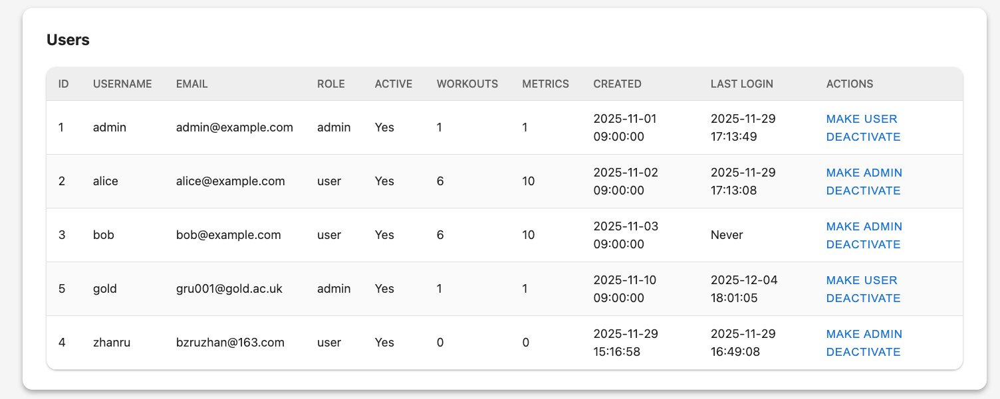 Users
ID USERNAME EMAIL ROLE ACTIVE WORKOUTS METRICS CREATED LAST LOGIN ACTIONS
1 admin admin@example.com admin Yes 1 1 2025-11-01 09:00:00 2025-11-29 17:13:49 MAKE USER DEACTIVATE
2 alice alice@example.com user Yes 6 10 2025-11-02 09:00:00 2025-11-29 17:13:08 MAKE ADMIN DEACTIVATE
3 bob bob@example.com user Yes 6 10 2025-11-03 09:00:00 Never MAKE ADMIN DEACTIVATE
5 gold gru001@gold.ac.uk admin Yes 1 1 2025-11-10 09:00:00 2025-12-04 18:01:05 MAKE USER DEACTIVATE
4 zhanru bzruzhan@163.com user Yes 0 0 2025-11-29 15:16:58 2025-11-29 16:49:08 MAKE ADMIN DEACTIVATE